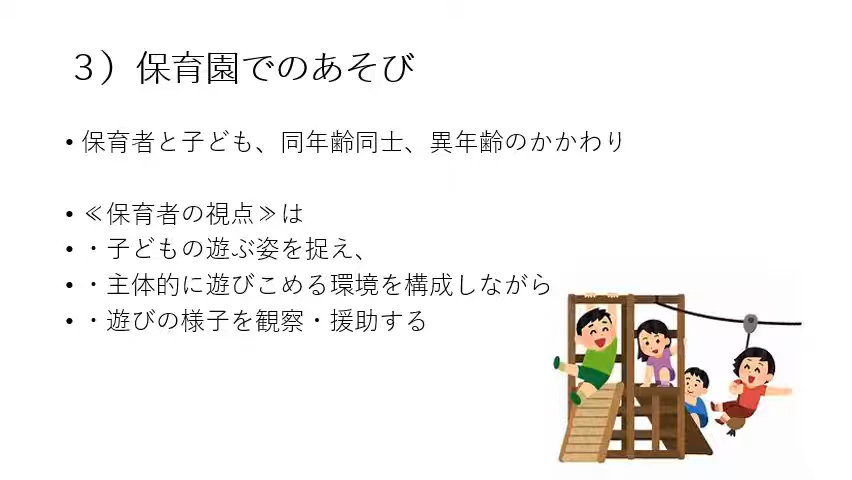 ３）保育園でのあそび
• 保育者と子ども、同年齢同士、異年齢のかかわり
• ≪保育者の視点≫は
• ・子どもの遊ぶ姿を捉え、
• ・主体的に遊びこめる環境を構成しながら
• ・遊びの様子を観察・援助する